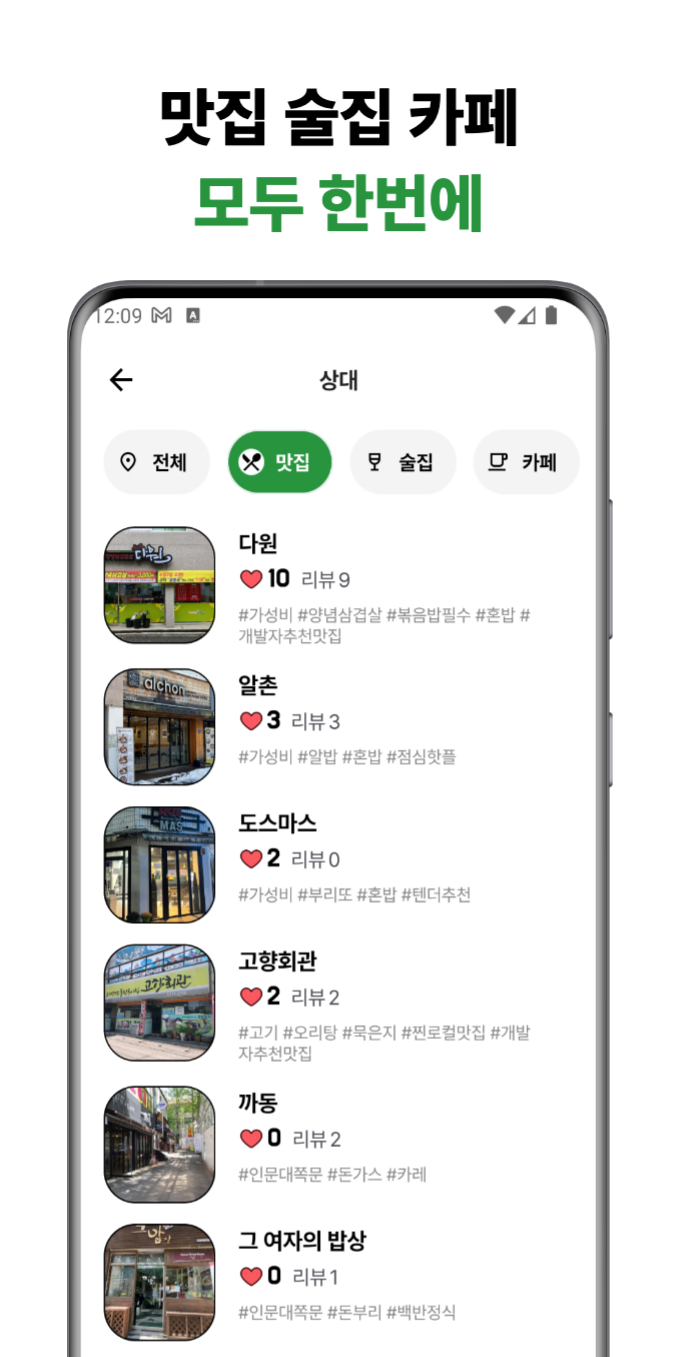 맛집 술집 카페
모두 한번에
12:09
상대
전체 맛집 술집 카페
다원
다원
10 리뷰 9
#가성비 #양념삼겹살 #볶음밥필수 #혼밥 #
개발자추천맛집
alchon
알촌
3 리뷰 3
#가성비 #알밥 #혼밥 #점심핫플
MAS
도스마스
2 리뷰 0
#가성비 #부리또 #혼밥 #텐더추천
고향회관
고향회관
2 리뷰 2
#고기 #오리탕 #묵은지 #찐로컬맛집 #개발
자추천맛집
까동
0 리뷰 2
#인문대쪽문 #돈가스 #카레
그 여자의 밥상
0 리뷰 1
#인문대쪽문 #돈부리 #백반정식